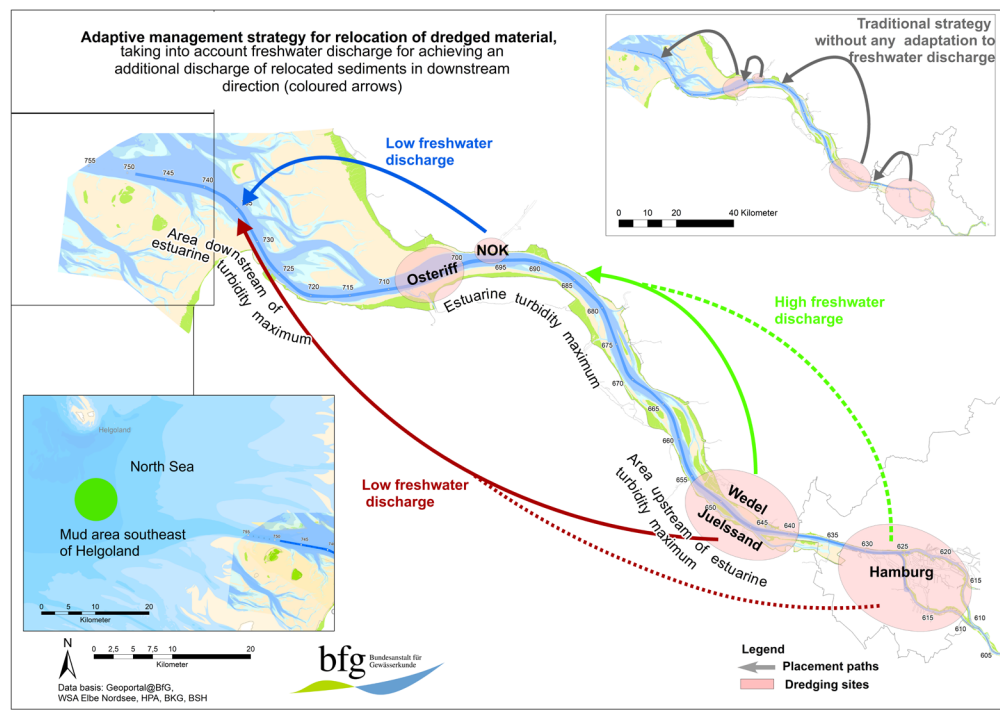 Adaptive management strategy for relocation of dredged material,
taking into account freshwater discharge for achieving an
additional discharge of relocated sediments in downstream
direction (coloured arrows)
Traditional strategy
without any adaptation to
freshwater discharge
0 10 20 40 Kilometer
Low freshwater
discharge
755
750
745
740
730
725
720
715
710
700
695
690
685
680
675
670
665
660
655
650
645
640
635
630
625
620
615
610
615
610
605
NOK
Osteriff
Area downstream of
estuarine turbidity maximum
Estuarine turbidity maximum
High freshwater
discharge
Low freshwater
discharge
Area upstream of estuarine
turbidity maximum
Wedel
Juelssand
Hamburg
Helgoland
North Sea
Mud area southeast
of Helgoland
755
750
745
740
0 5 10 20
Kilometer
N
0 2,5 5 7,5 10 20
Kilometer
Data basis: Geoportal@BfG,
WSA Elbe Nordsee, HPA, BKG, BSH
bfg
Bundesanstalt für
Gewässerkunde
Legend
Placement paths
Dredging sites